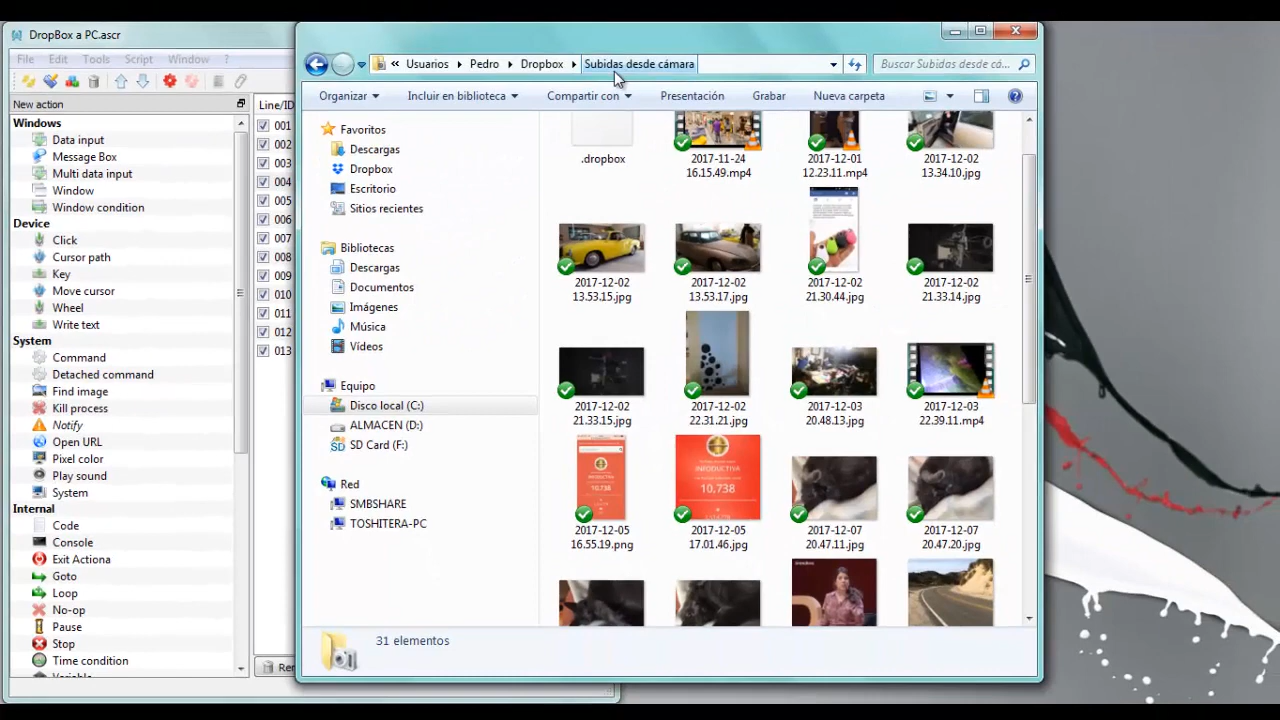 DropBox a PC.ascr
File Edit Tools Script Window Help
New action
Windows
Data input
Message Box
Multi data input
Window
Window condition
Device
Click
Cursor path
Key
Move cursor
Wheel
Write text
System
Command
Detached command
Find image
Kill process
Notify
Open URL
Pixel color
Play sound
System
Internal
Code
Console
Exit Actiona
Goto
Loop
No-op
Pause
Stop
Time condition
Line/ID
001
002
003
004
005
006
007
008
009
010
011
012
013
« Usuarios Pedro Dropbox Subidas desde cámara
Buscar Subidas desde cá...
Organizar Incluir en biblioteca Compartir con Presentación Grabar Nueva carpeta
Favoritos
Descargas
Dropbox
Escritorio
Sitios recientes
Bibliotecas
Descargas
Documentos
Imágenes
Música
Vídeos
Equipo
Disco local (C:)
ALMACEN (D:)
SD Card (F:)
Red
SMBSHARE
TOSHITERA-PC
.dropbox
2017-11-24
16.15.49.mp4
2017-12-01
12.23.11.mp4
2017-12-02
13.34.10.jpg
2017-12-02
13.53.15.jpg
2017-12-02
13.53.17.jpg
2017-12-02
21.30.44.jpg
2017-12-02
21.33.14.jpg
2017-12-02
21.33.15.jpg
2017-12-02
22.31.21.jpg
2017-12-03
20.48.13.jpg
2017-12-03
22.39.11.mp4
INFODUCTIVA
10,738
INFODUCTIVA
10,738
2017-12-05
16.55.19.png
2017-12-05
17.01.46.jpg
2017-12-07
20.47.11.jpg
2017-12-07
20.47.20.jpg
31 elementos